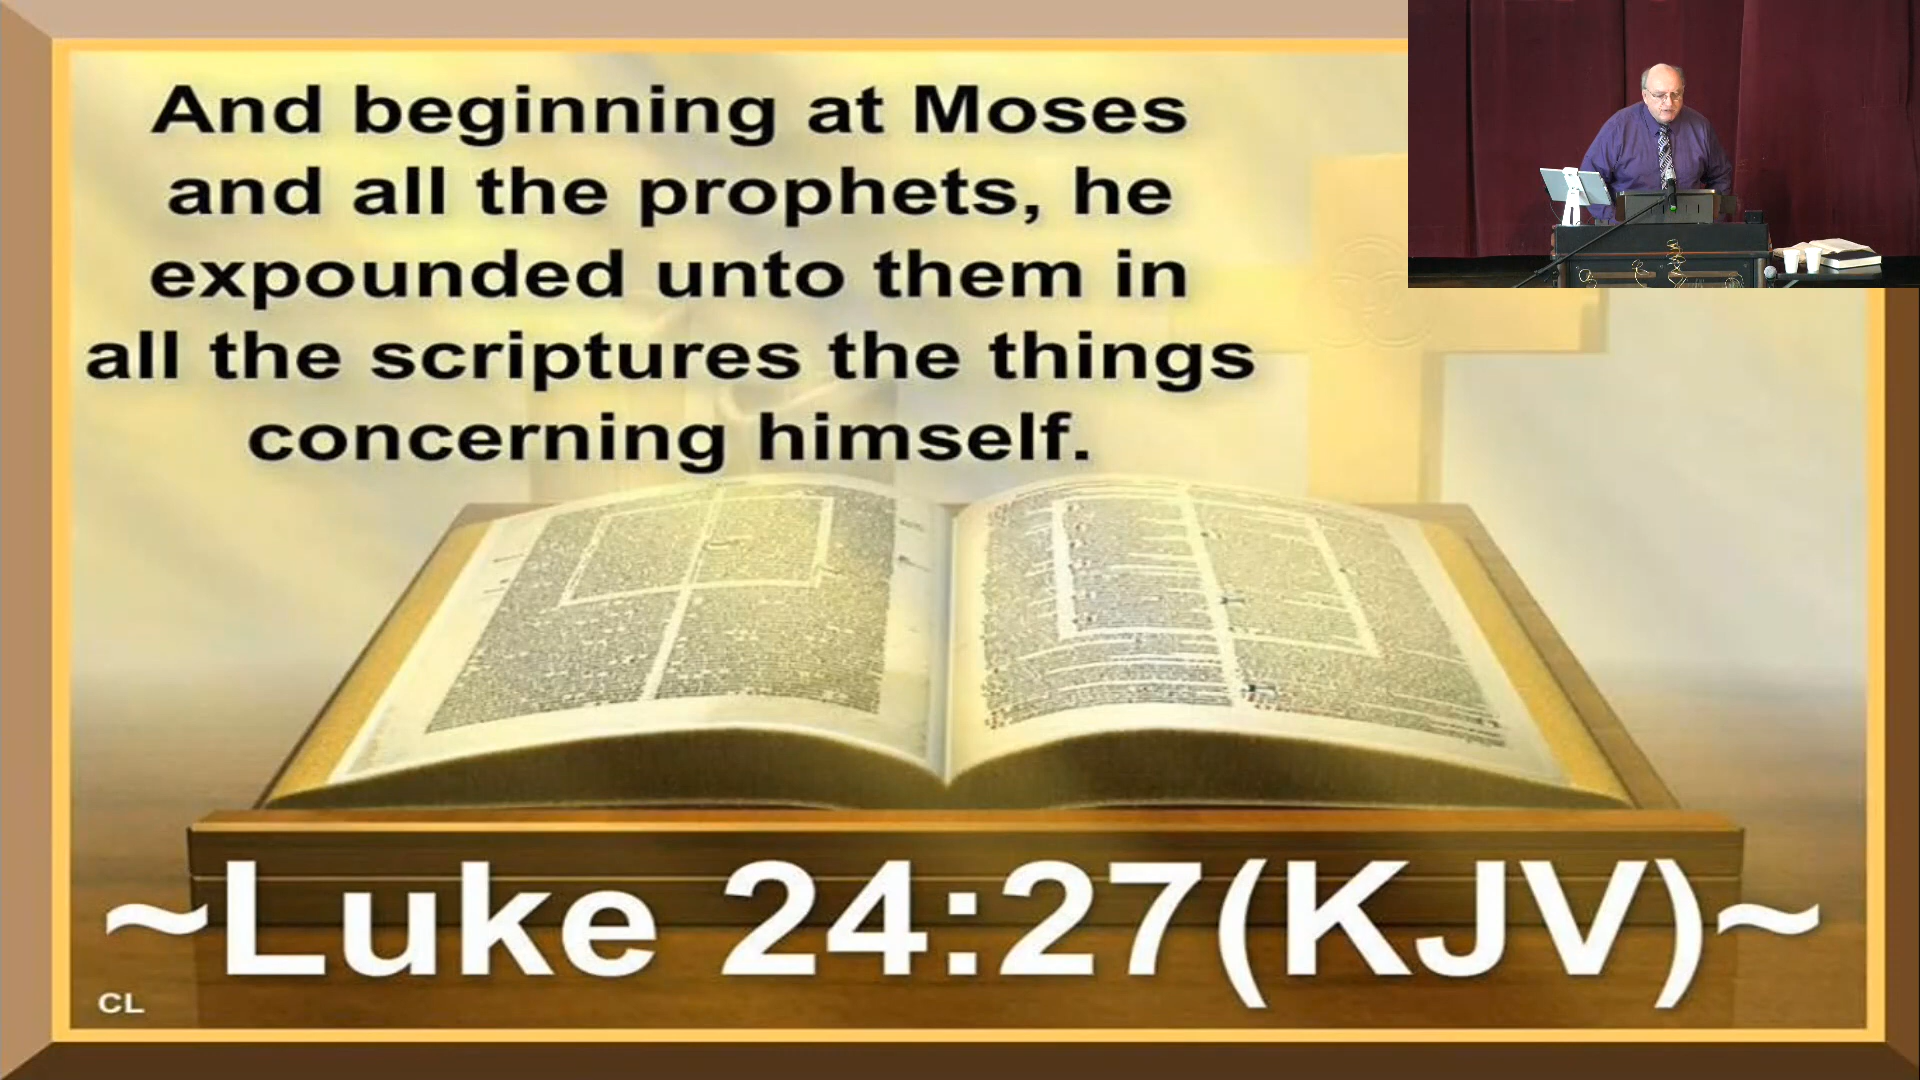 And beginning at Moses
and all the prophets, he
expounded unto them in
all the scriptures the things
concerning himself.
~Luke 24:27(KJV)~
CL